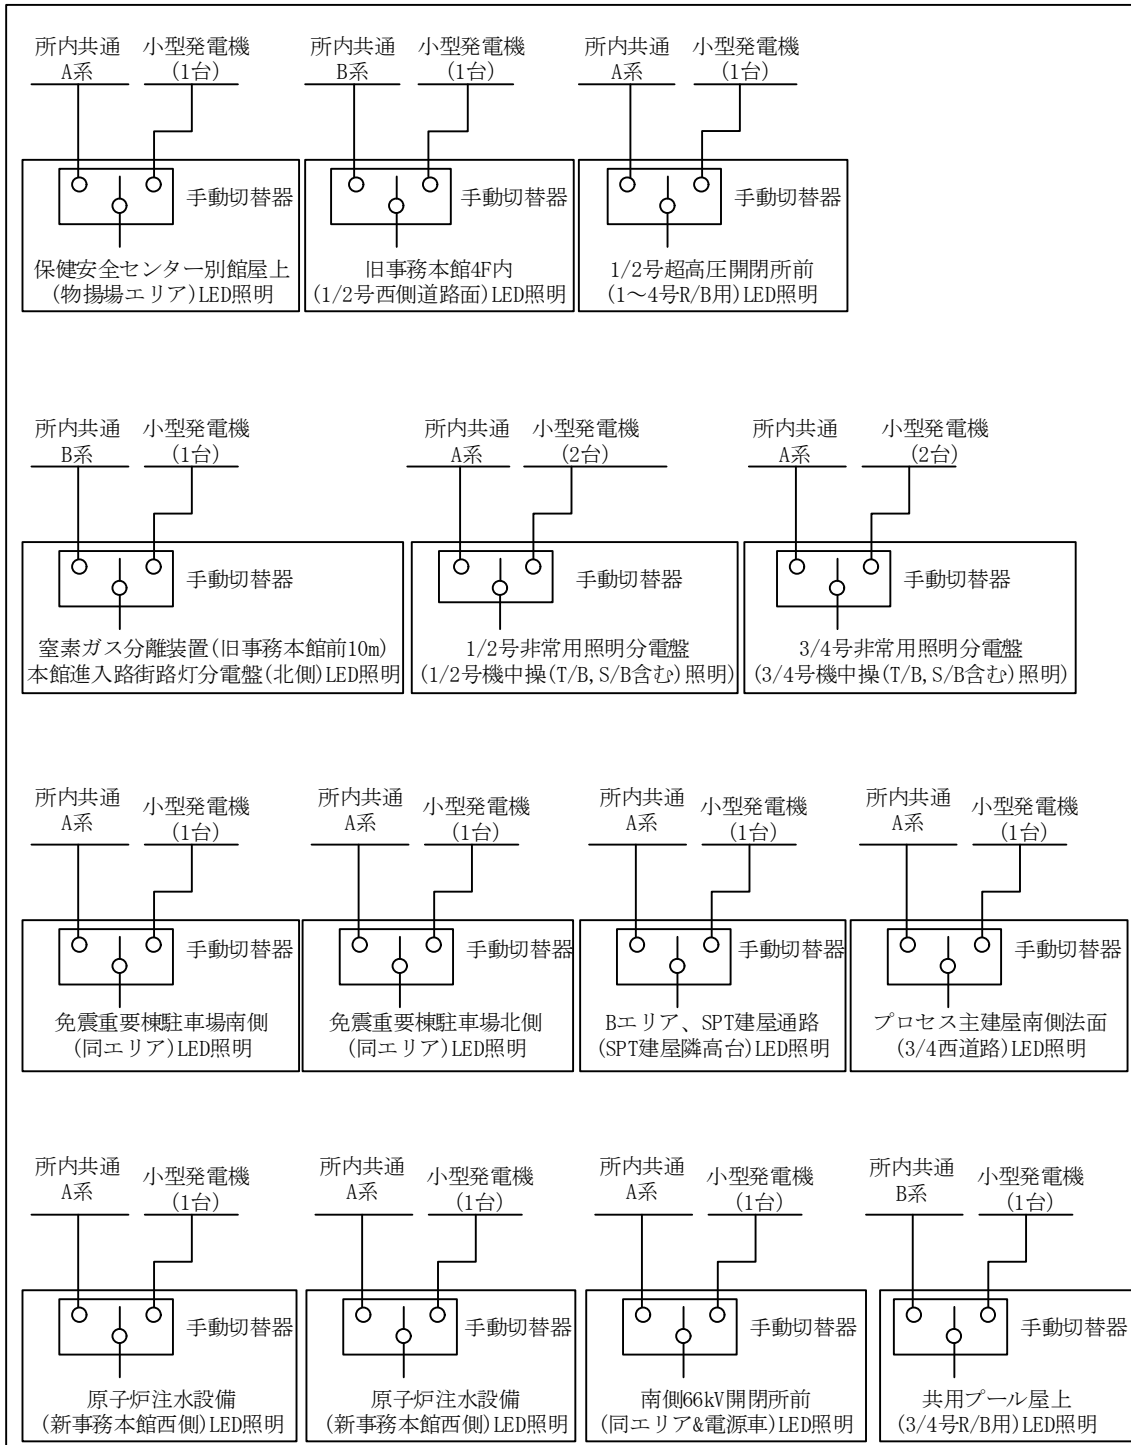 所内共通
A系
小型発電機
(1台)
手動切替器
保健安全センター別館屋上
(物揚場エリア)LED照明
所内共通
B系
小型発電機
(1台)
手動切替器
旧事務本館4F内
(1/2号西側道路面)LED照明
所内共通
A系
小型発電機
(1台)
手動切替器
1/2号超高圧開閉所前
(1～4号R/B用)LED照明
所内共通
B系
小型発電機
(1台)
手動切替器
窒素ガス分離装置(旧事務本館前10m)
本館進入路街路灯分電盤(北側)LED照明
所内共通
A系
小型発電機
(2台)
手動切替器
1/2号非常用照明分電盤
(1/2号機中操(T/B,S/B含む)照明)
所内共通
A系
小型発電機
(2台)
手動切替器
3/4号非常用照明分電盤
(3/4号機中操(T/B,S/B含む)照明)
所内共通
A系
小型発電機
(1台)
手動切替器
免震重要棟駐車場南側
(同エリア)LED照明
所内共通
A系
小型発電機
(1台)
手動切替器
免震重要棟駐車場北側
(同エリア)LED照明
所内共通
A系
小型発電機
(1台)
手動切替器
Bエリア、SPT建屋通路
(SPT建屋隣高台)LED照明
所内共通
A系
小型発電機
(1台)
手動切替器
プロセス主建屋南側法面
(3/4西道路)LED照明
所内共通
A系
小型発電機
(1台)
手動切替器
原子炉注水設備
(新事務本館西側)LED照明
所内共通
A系
小型発電機
(1台)
手動切替器
原子炉注水設備
(新事務本館西側)LED照明
所内共通
A系
小型発電機
(1台)
手動切替器
南側66kV開閉所前
(同エリア&電源車)LED照明
所内共通
B系
小型発電機
(1台)
手動切替器
共用プール屋上
(3/4号R/B用)LED照明